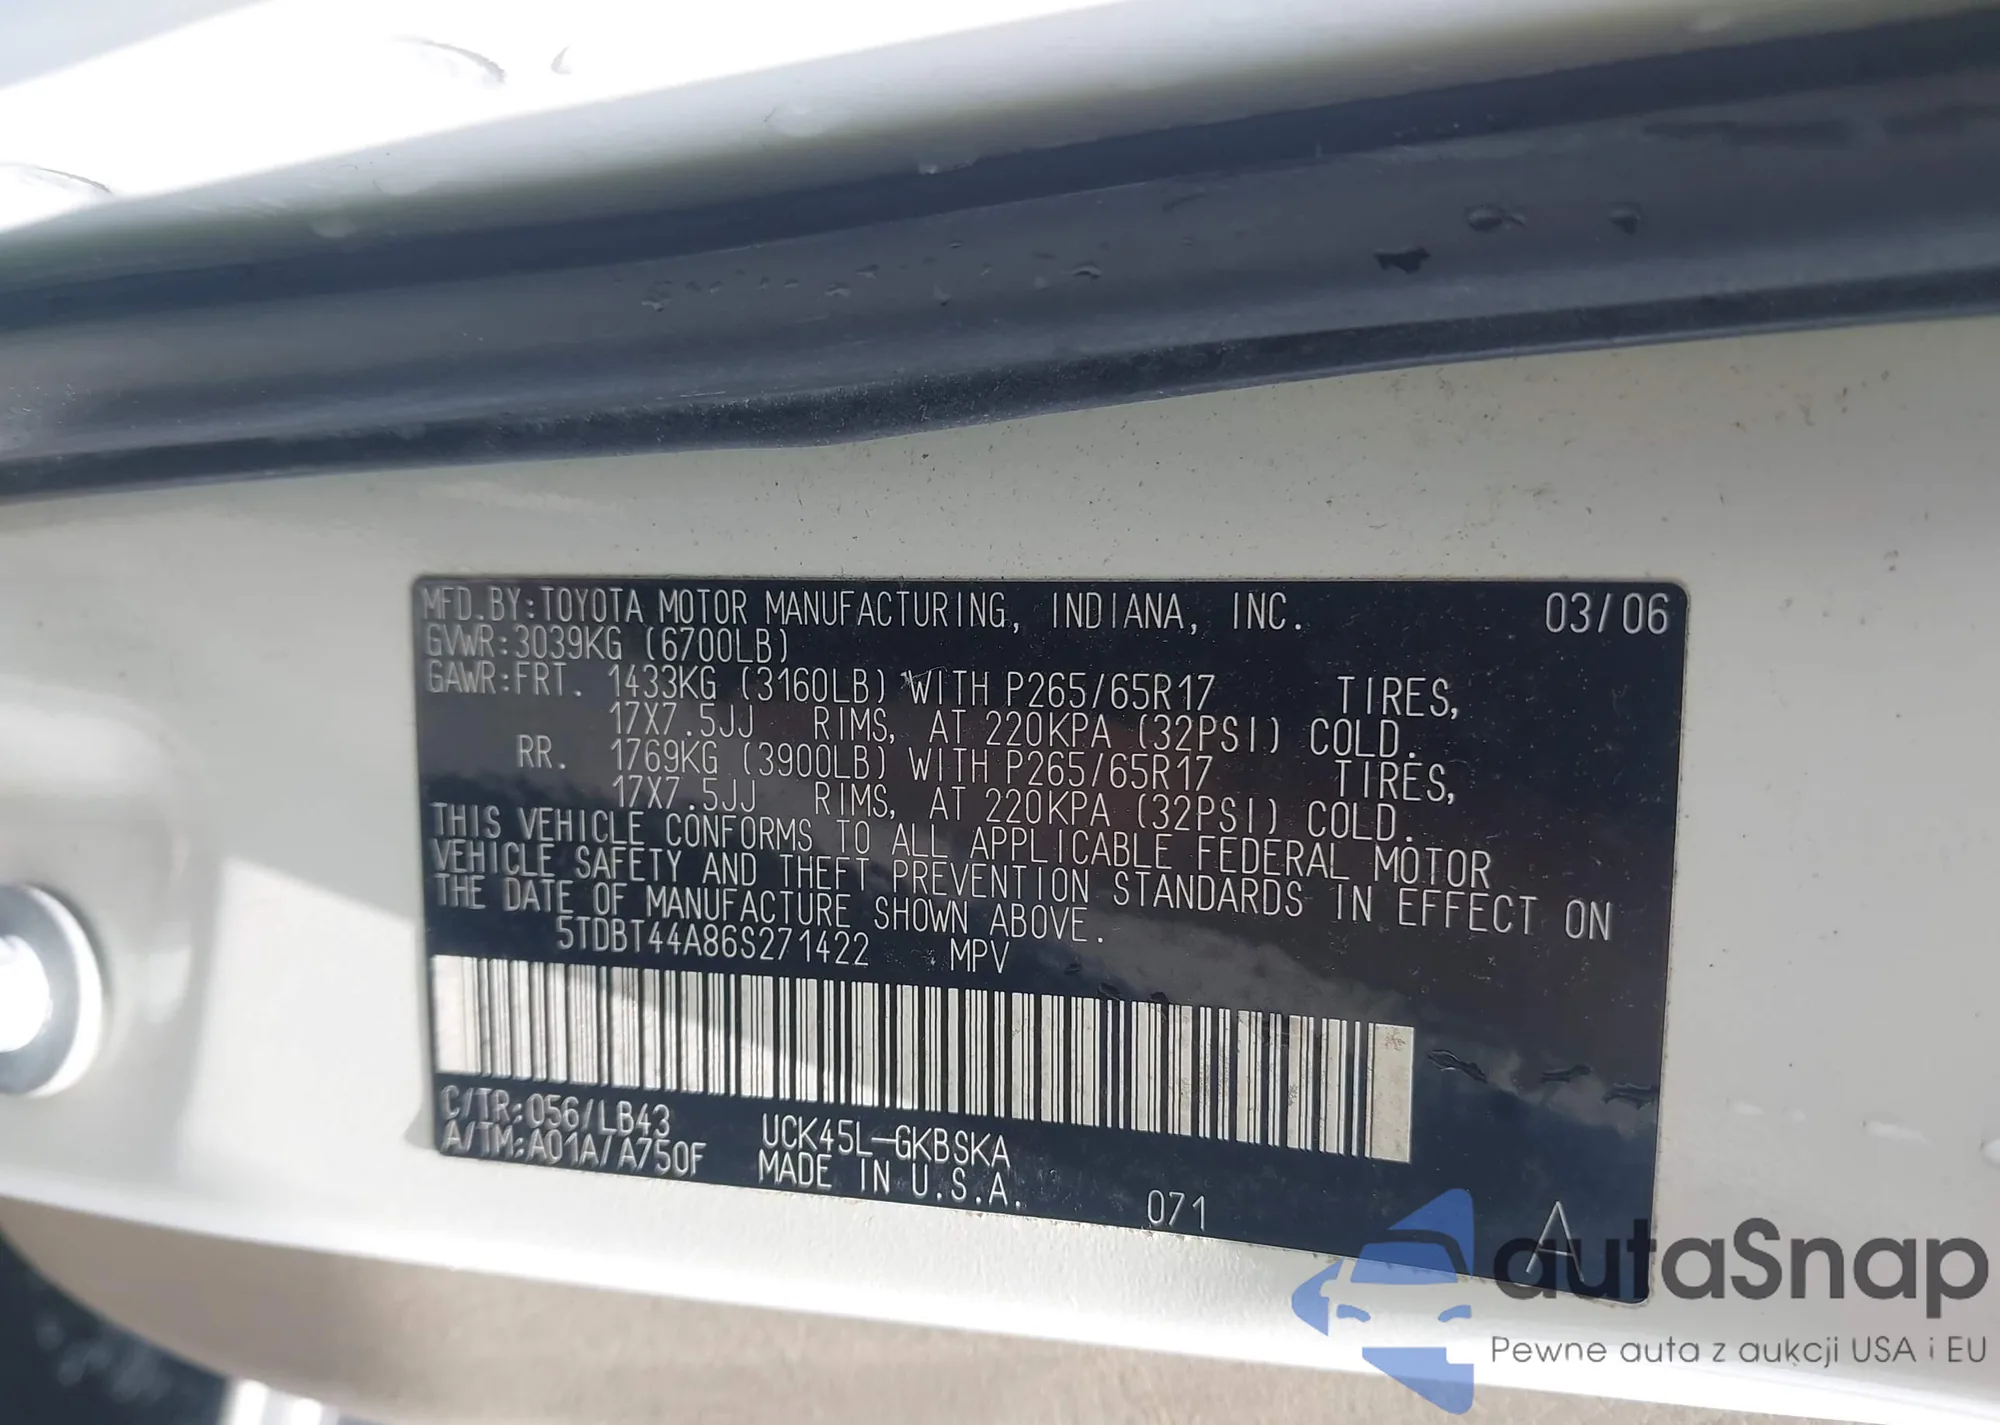 MFD.BY:TOYOTA MOTOR MANUFACTURING, INDIANA, INC. 03/06
GVWR:3039KG (6700LB)
GAWR:FRT. 1433KG (3160LB) WITH P265/65R17 TIRES,
17X7.5JJ RIMS, AT 220KPA (32PSI) COLD.
RR. 1769KG (3900LB) WITH P265/65R17 TIRES,
17X7.5JJ RIMS, AT 220KPA (32PSI) COLD.
THIS VEHICLE CONFORMS TO ALL APPLICABLE FEDERAL MOTOR
VEHICLE SAFETY AND THEFT PREVENTION STANDARDS IN EFFECT ON
THE DATE OF MANUFACTURE SHOWN ABOVE.
5TDBT44A86S271422 MPV
C/TR:056/LB43 UCK45L-GKBSKA
A/TM:A01A/A750F MADE IN U.S.A. 071
A
autaSnap
Pewne auta z aukcji USA i EU